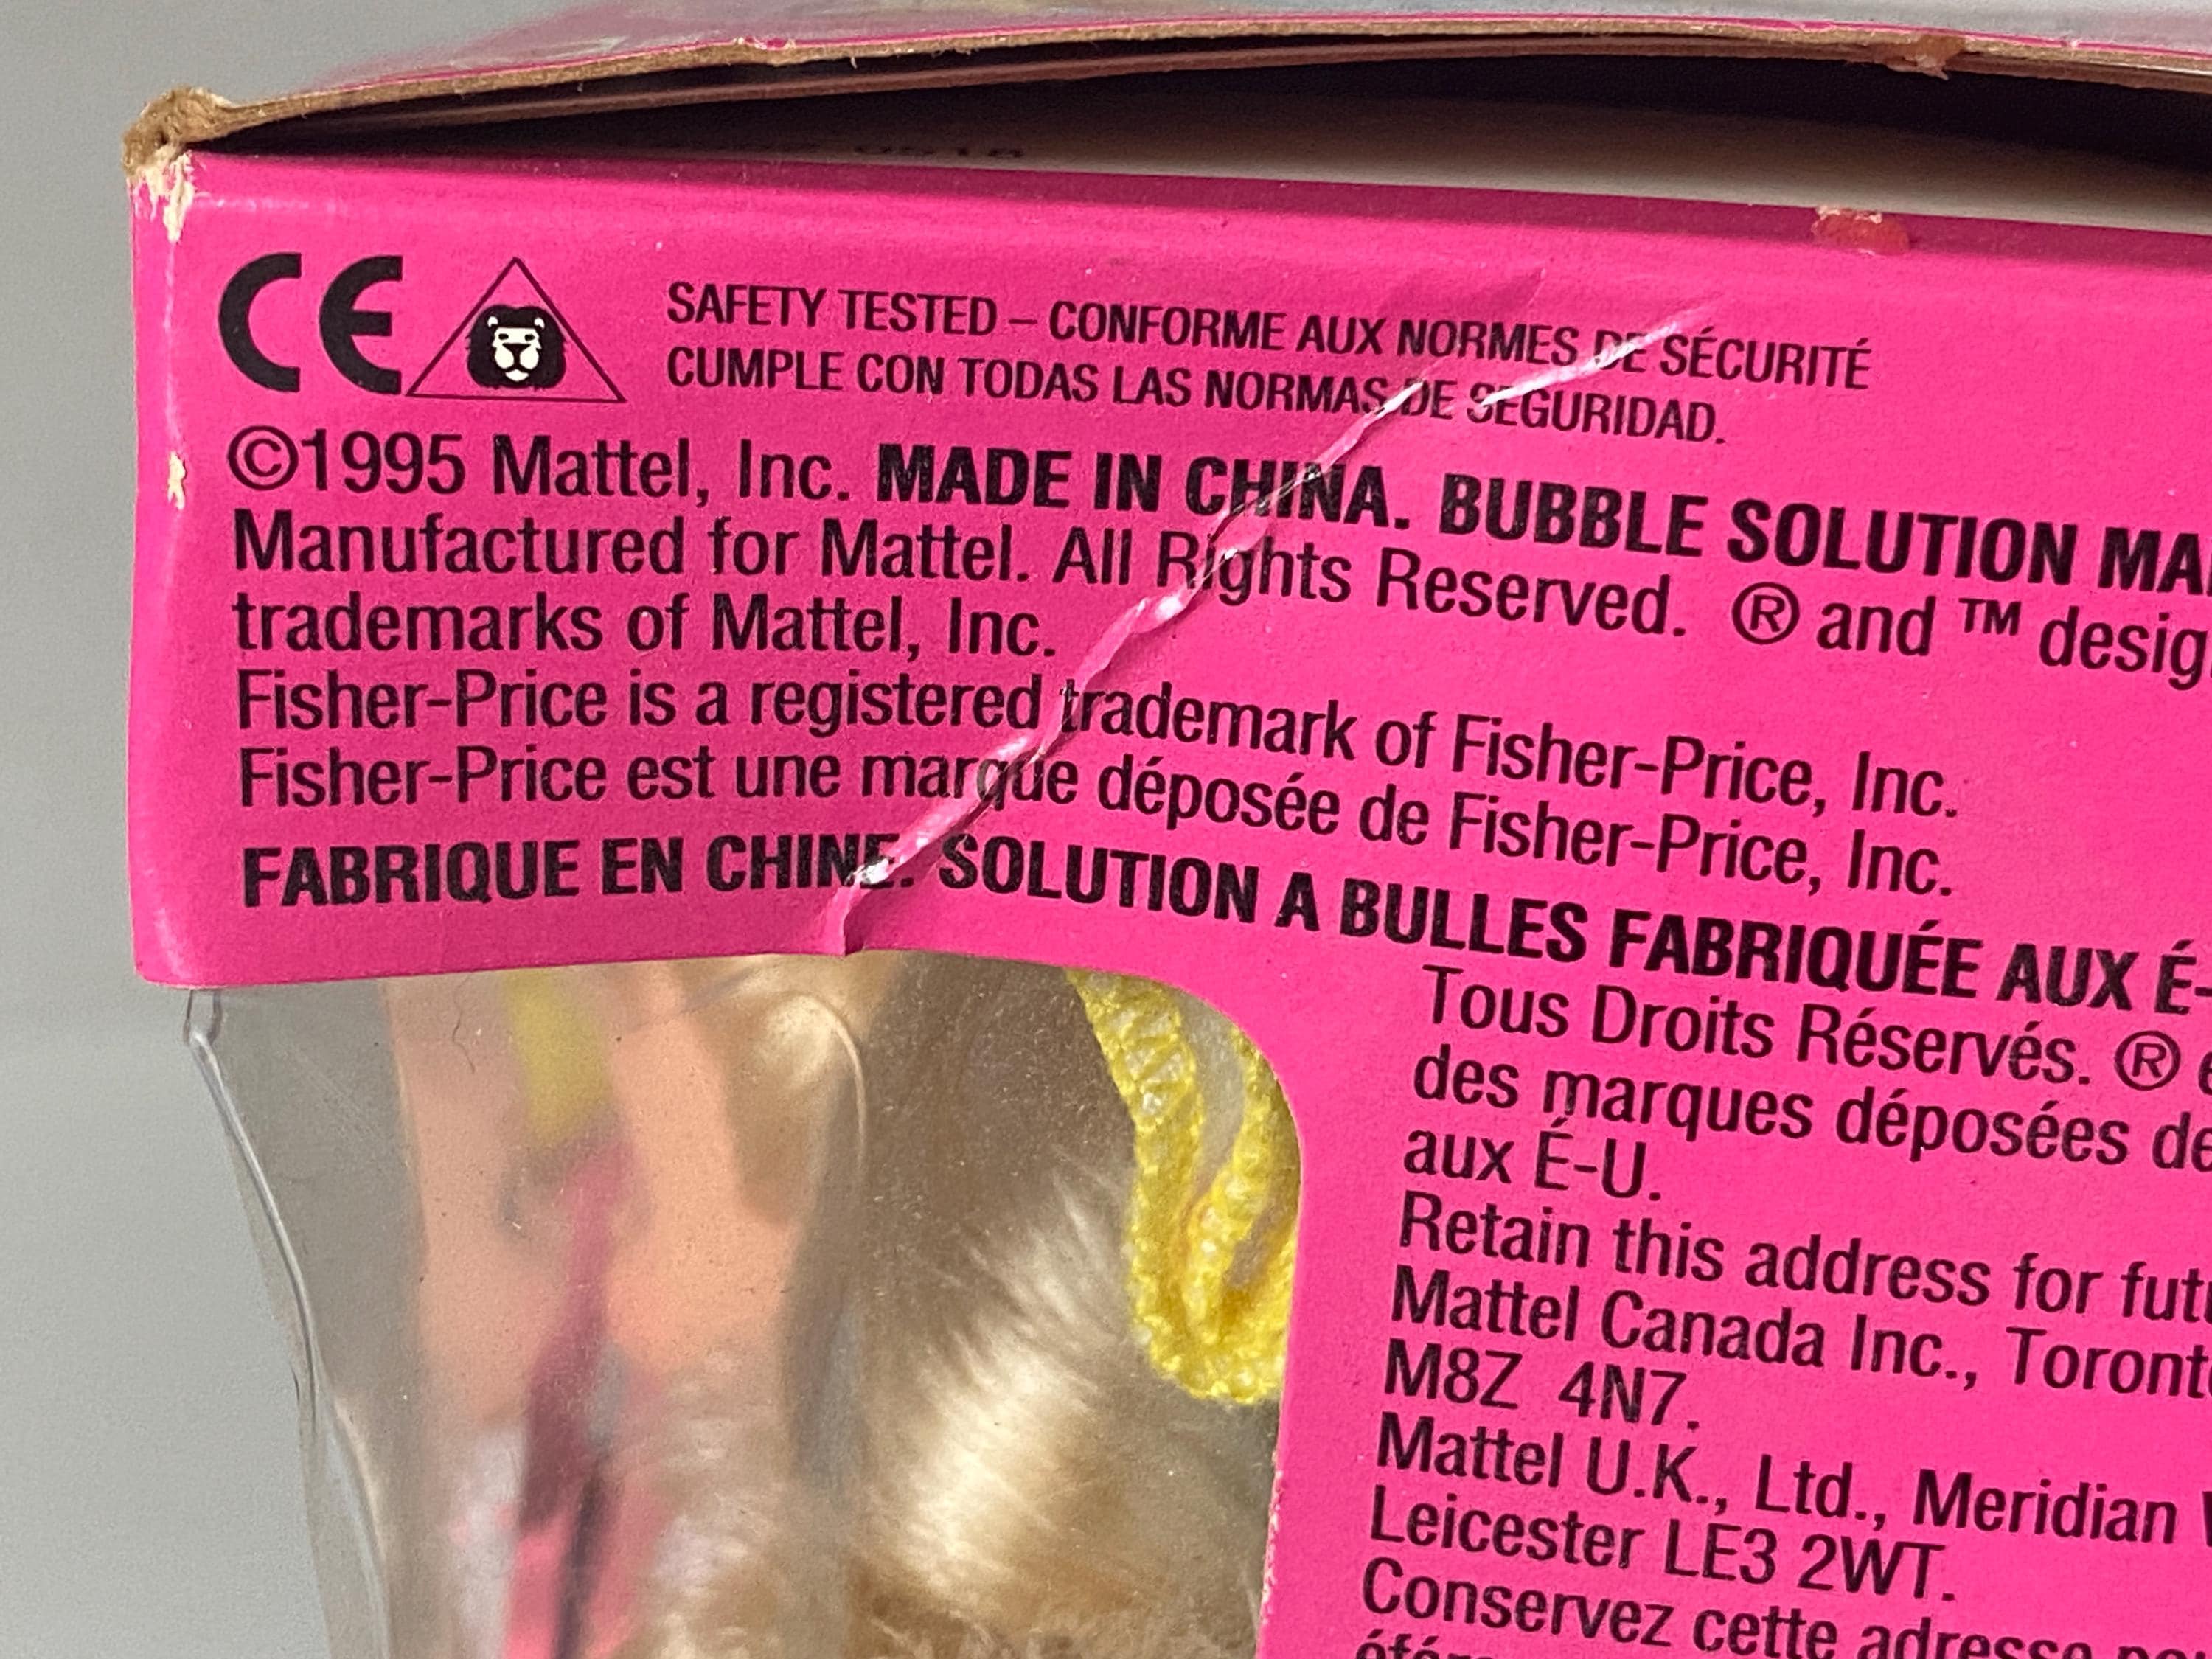 CE
SAFETY TESTED – CONFORME AUX NORMES DE SÉCURITÉ
CUMPLE CON TODAS LAS NORMAS DE SEGURIDAD.
©1995 Mattel, Inc. MADE IN CHINA. BUBBLE SOLUTION
Manufactured for Mattel. All Rights Reserved. ® and ™
trademarks of Mattel, Inc.
Fisher-Price is a registered trademark of Fisher-Price, Inc.
Fisher-Price est une marque déposée de Fisher-Price, Inc.
FABRIQUE EN CHINE. SOLUTION A BULLES FABRIQUÉE AUX
Tous Droits Réservés. ®
des marques déposées de
aux É-U.
Retain this address for
Mattel Canada Inc.,
M8Z 4N7.
Mattel U.K., Ltd., Meridian
Leicester LE3 2WT.
Conservez cette adresse